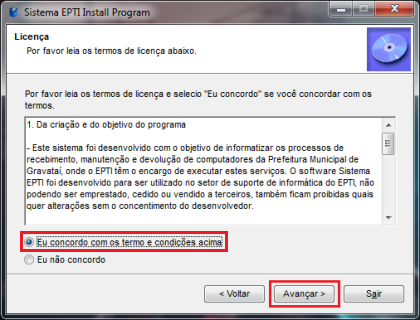 Sistema EPTI Install Program
Licença
Por favor leia os termos de licença abaixo.
Por favor leia os termos de licença e selecio "Eu concordo" se você concordar com os
termos.
1. Da criação e do objetivo do programa
- Este sistema foi desenvolvido com o objetivo de informatizar os processos de
recebimento, manutenção e devolução de computadores da Prefeitura Municipal de
Gravataí, onde o EPTI têm o encargo de executar estes serviços. O software Sistema
EPTI foi desenvolvido para ser utilizado no setor de suporte de informática do EPTI, não
podendo ser emprestado, cedido ou vendido a terceiros, também ficam proibidas quais
quer alterações sem o concentimento do desenvolvedor.
Eu concordo com os termo e condições acima
Eu não concordo
< Voltar
Avançar >
Sair